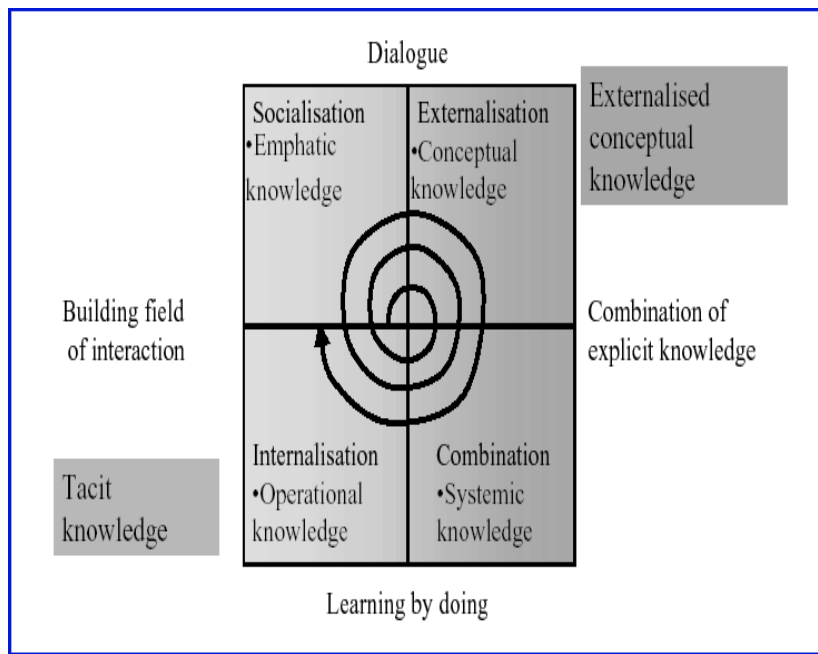 Dialogue
Socialisation
•Emphatic
knowledge
Externalisation
•Conceptual
knowledge
Externalised
conceptual
knowledge
Building field
of interaction
Combination of
explicit knowledge
Internalisation
•Operational
knowledge
Combination
•Systemic
knowledge
Tacit
knowledge
Learning by doing